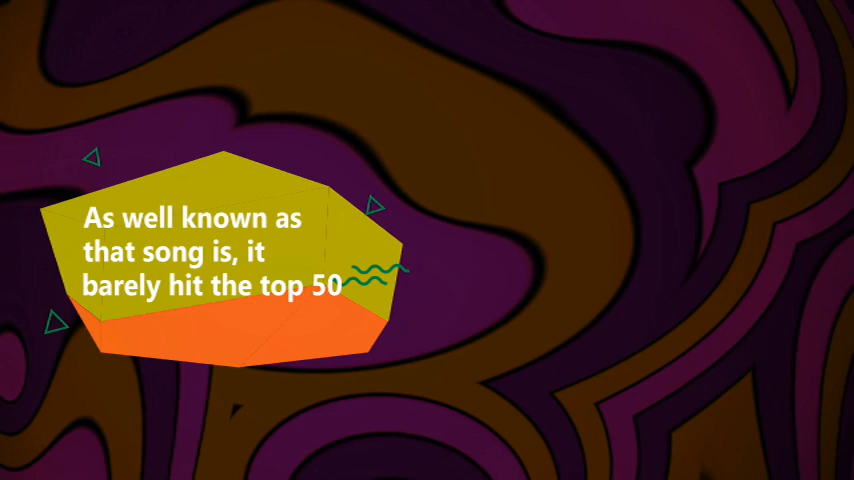 As well known as
that song is, it
barely hit the top 50